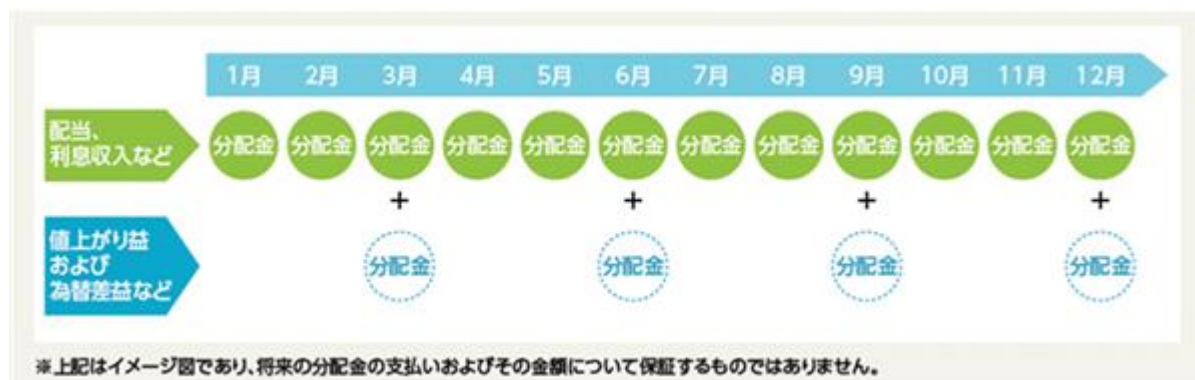 1月 2月 3月 4月 5月 6月 7月 8月 9月 10月 11月 12月
配当、
利息収入など
分配金 分配金 分配金 分配金 分配金 分配金 分配金 分配金 分配金 分配金 分配金 分配金
+ + + +
値上がり益
および
為替差益など
分配金 分配金 分配金 分配金
※上記はイメージ図であり、将来の分配金の支払いおよびその金額について保証するものではありません。